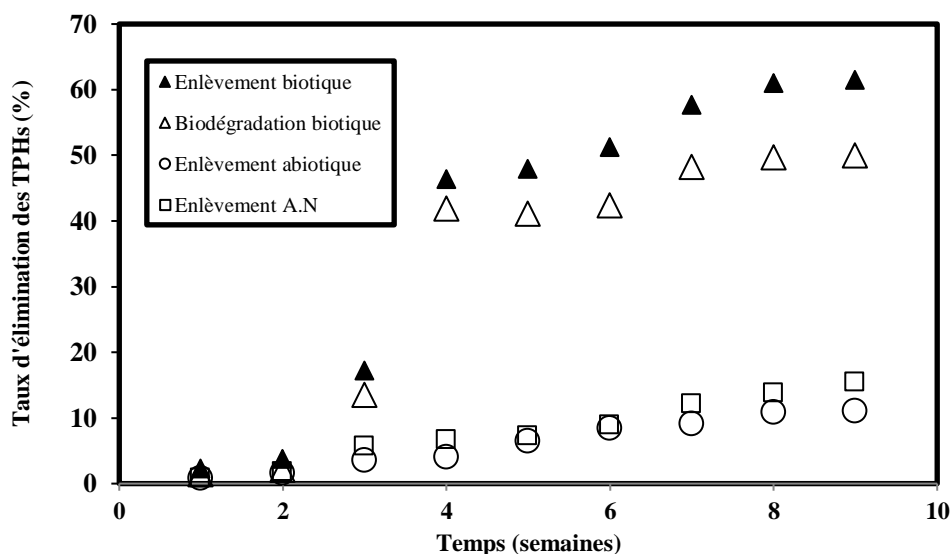 Taux d'élimination des TPHs (%)
70
60
50
40
30
20
10
0
Enlèvement biotique
Biodégradation biotique
Enlèvement abiotique
Enlèvement A.N
0 2 4 6 8 10
Temps (semaines)